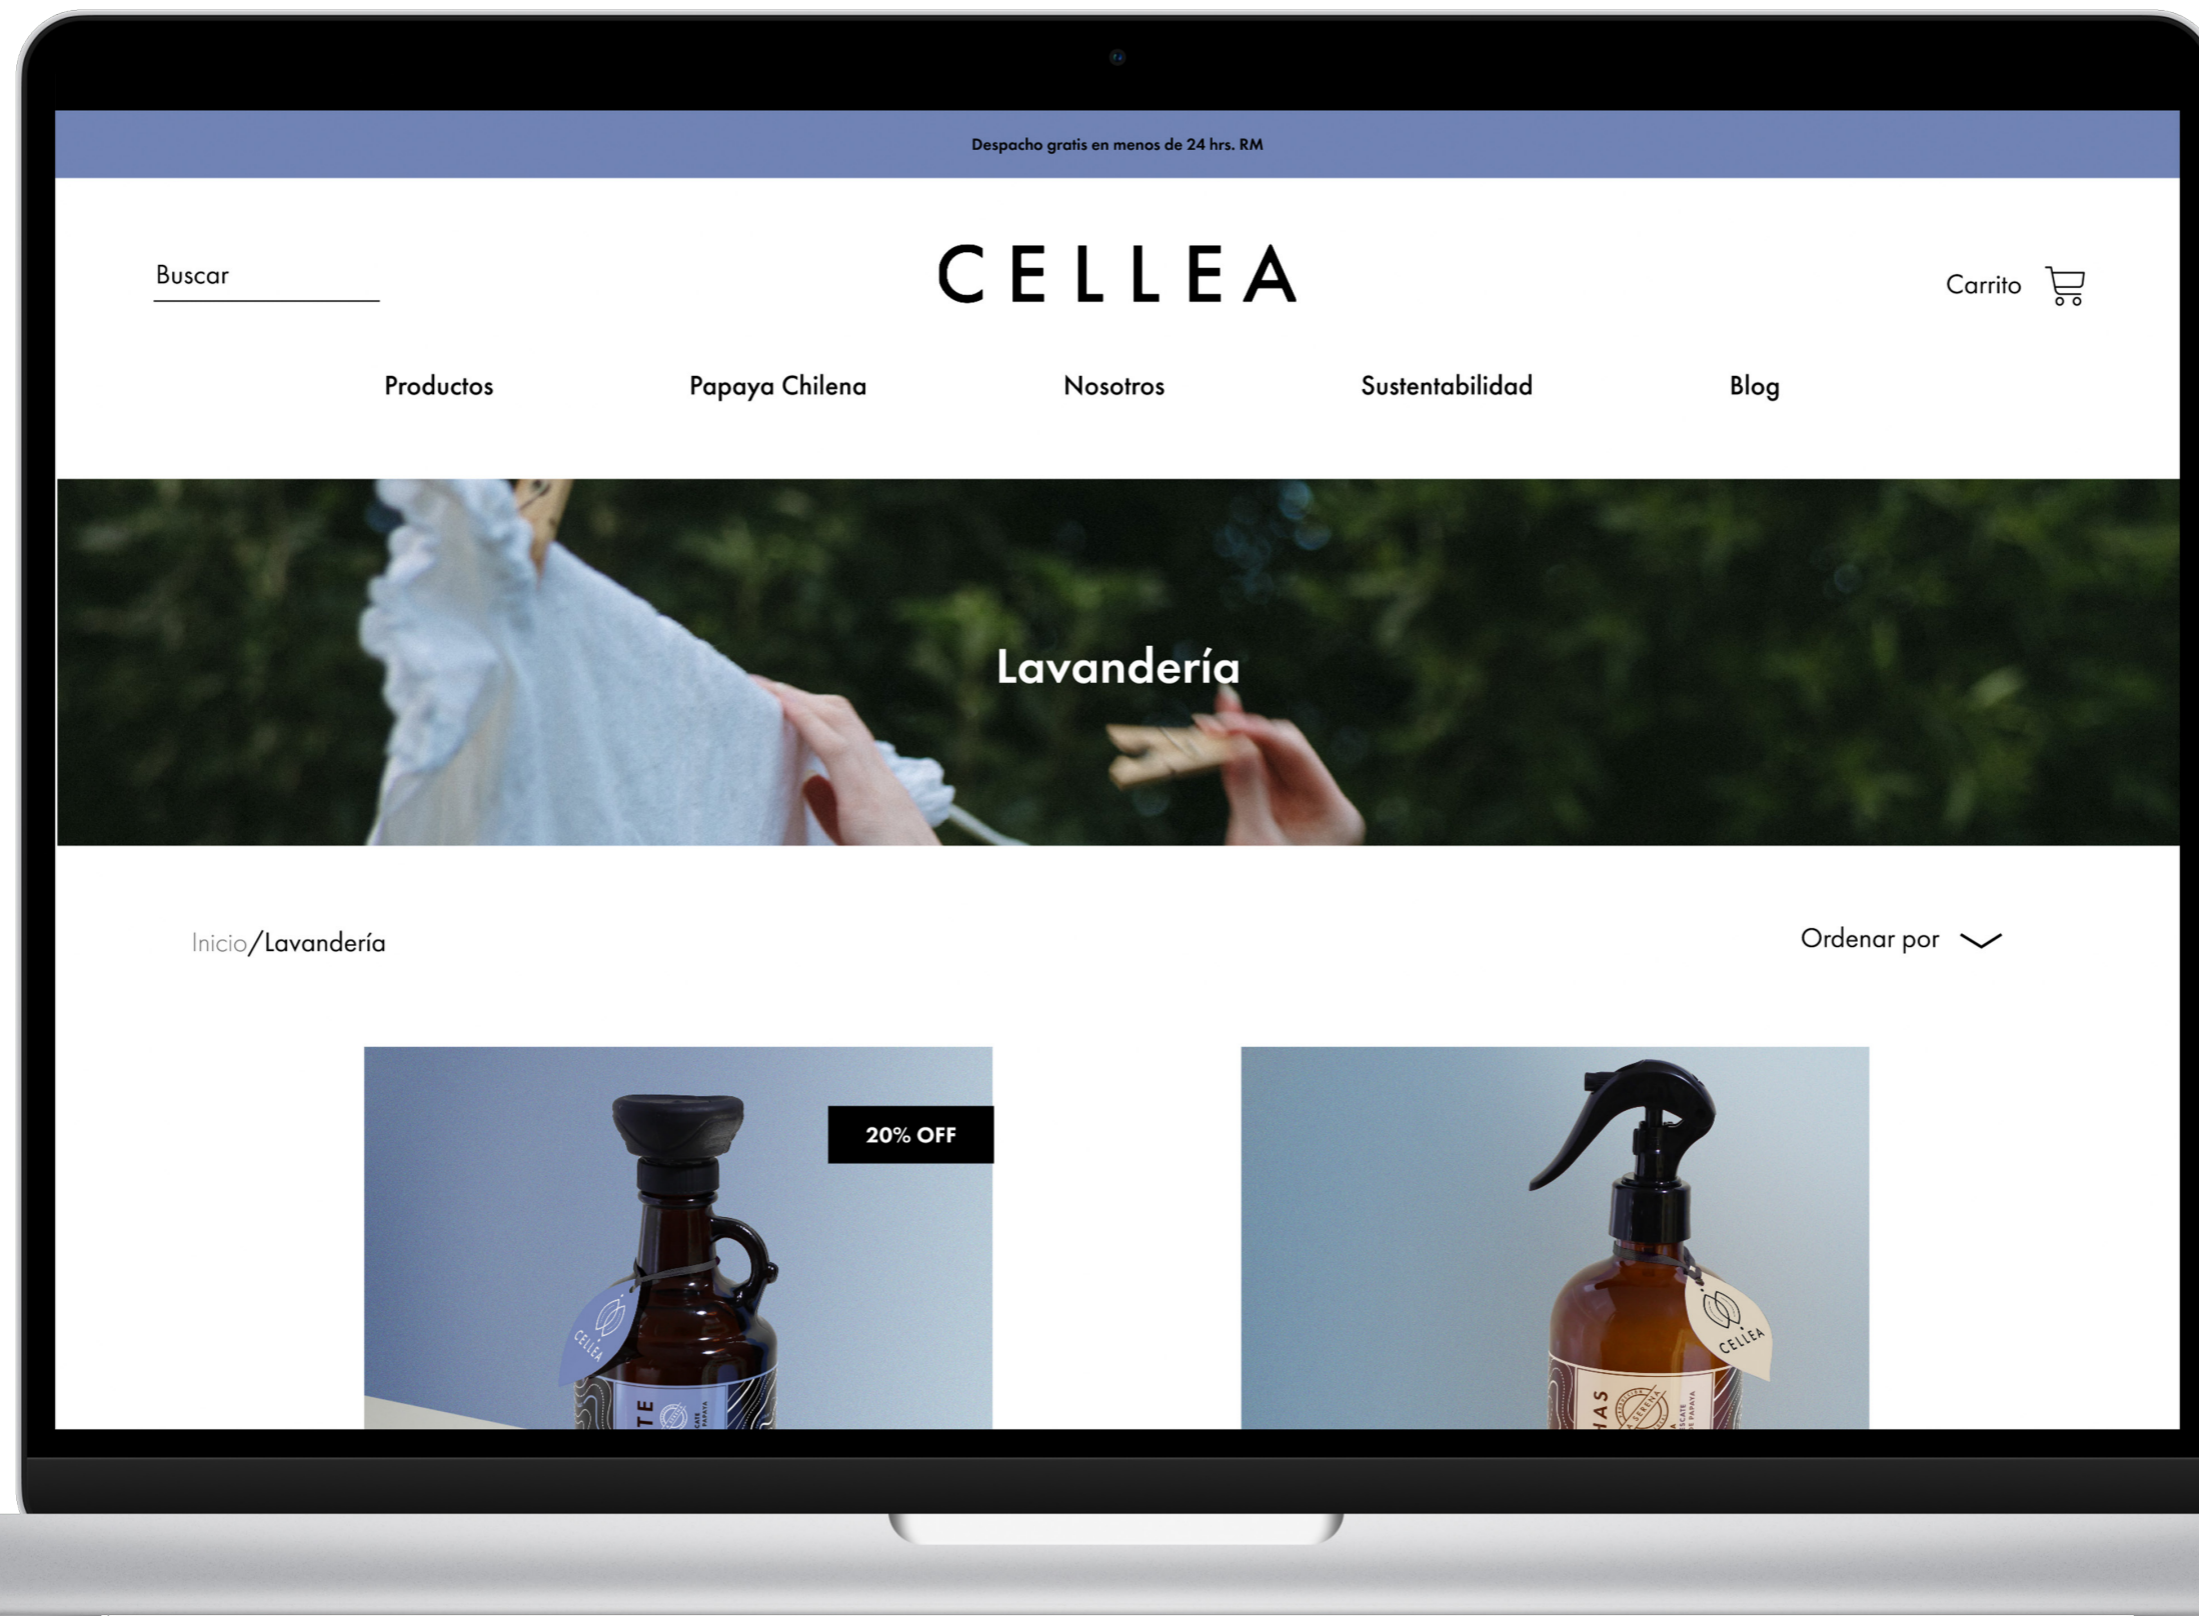 Despacho gratis en menos de 24 hrs. RM
Buscar
CELLEA
Carrito
Productos
Papaya Chilena
Nosotros
Sustentabilidad
Blog
Lavandería
Inicio/Lavandería
Ordenar por
20% OFF
CELLEA
CELLEA